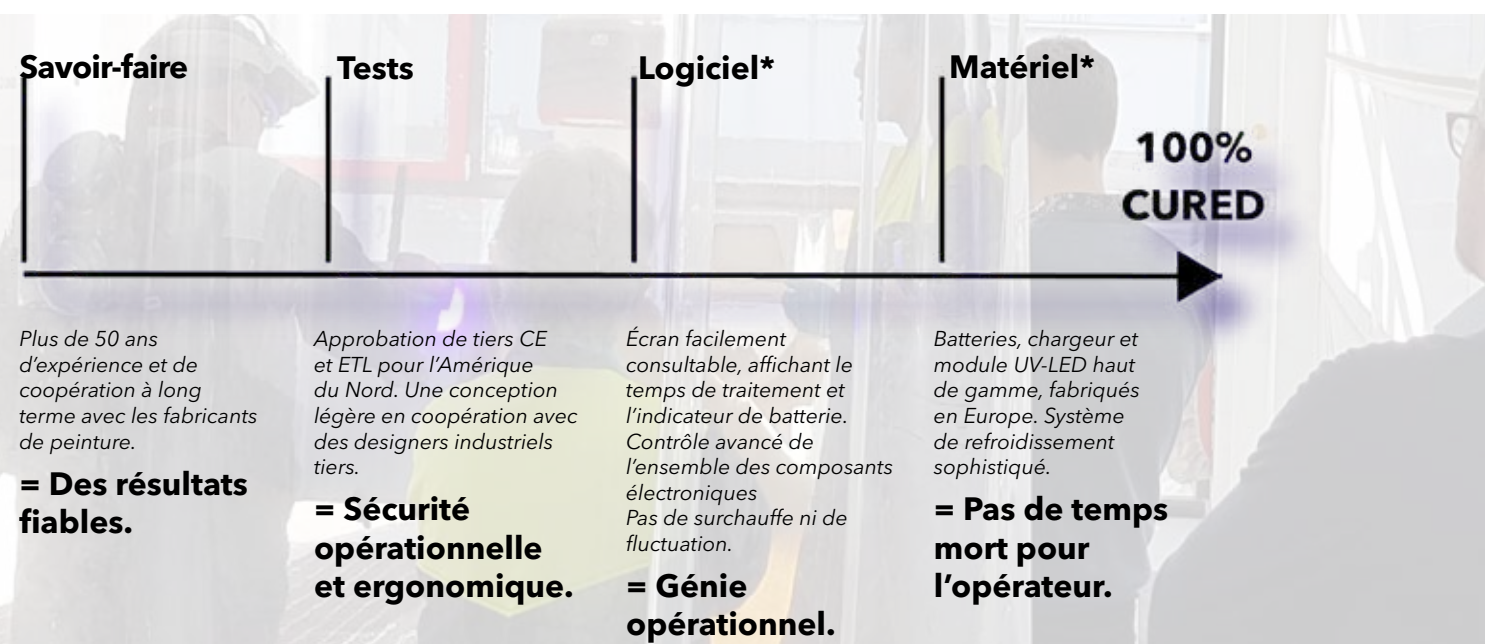 Savoir-faire
Tests
Logiciel*
Matériel*
100%
CURED
Plus de 50 ans
d’expérience et de
coopération à long
terme avec les fabricants
de peinture.
= Des résultats
fiables.
Approbation de tiers CE
et ETL pour l’Amérique
du Nord. Une conception
légère en coopération avec
des designers industriels
tiers.
= Sécurité
opérationnelle
et ergonomique.
Écran facilement
consultable, affichant le
temps de traitement et
l’indicateur de batterie.
Contrôle avancé de
l’ensemble des composants
électroniques
Pas de surchauffe ni de
fluctuation.
= Génie
opérationnel.
Batteries, chargeur et
module UV-LED haut
de gamme, fabriqués
en Europe. Système
de refroidissement
sophistiqué.
= Pas de temps
mort pour
l’opérateur.